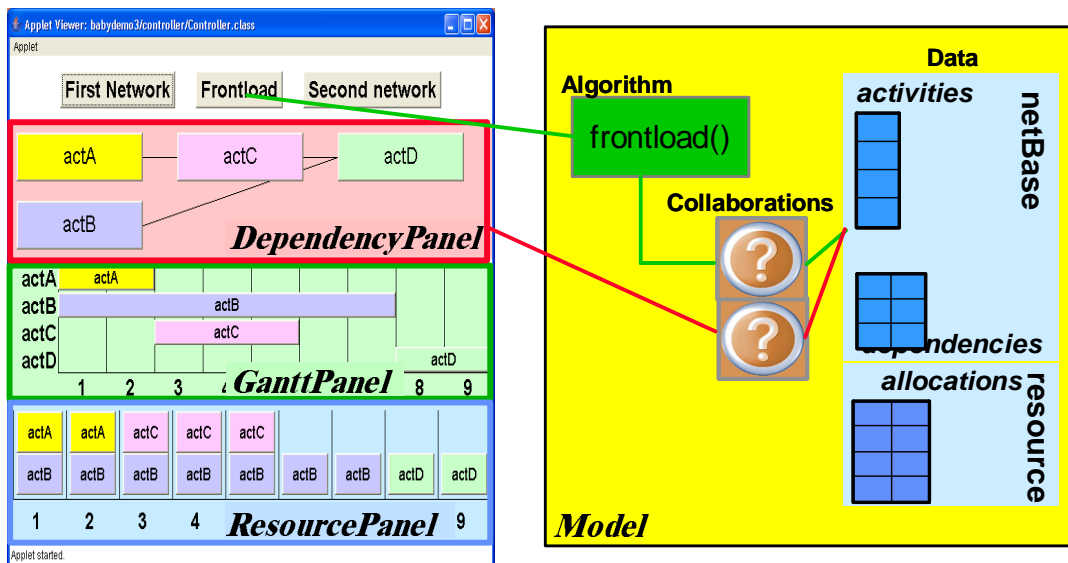 Applet Viewer: babydemo3/controller/Controller.class
Applet
First Network Frontload Second network
actA actC actD
actB
DependencyPanel
actA actA
actB actB
actC actC
actD actD
1 2 3 4 8 9
GanttPanel
actA actA actC actC actC
actB actB actB actB actB actB actB actD actD
1 2 3 4 9
ResourcePanel
Applet started.
Algorithm
frontload()
Collaborations
?
?
Data
activities
netBase
dependencies
allocations
resource
Model